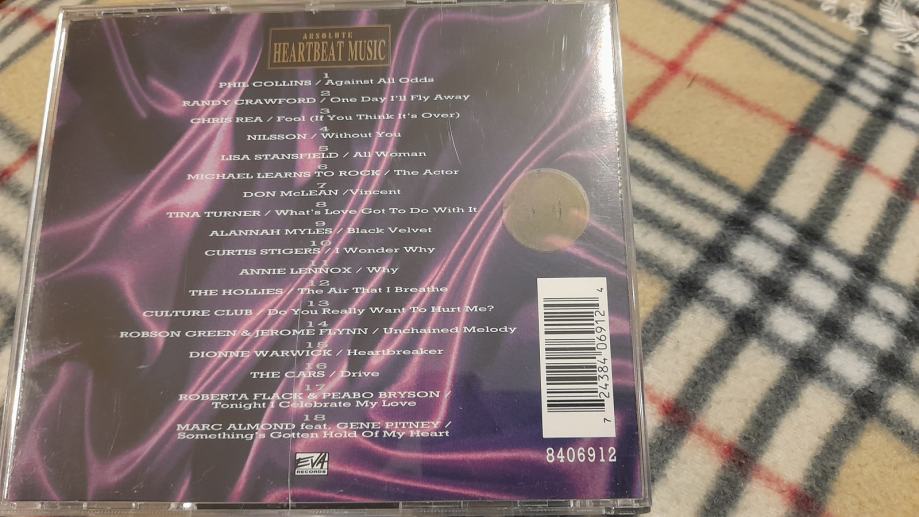 ABSOLUTE
HEARTBEAT MUSIC
1
PHIL COLLINS / Against All Odds
2
RANDY CRAWFORD / One Day I'll Fly Away
3
CHRIS REA / Fool (If You Think It's Over)
4
NILSSON / Without You
5
LISA STANSFIELD / All Woman
6
MICHAEL LEARNS TO ROCK / The Actor
7
DON McLEAN /Vincent
8
TINA TURNER / What's Love Got To Do With It
9
ALANNAH MYLES / Black Velvet
10
CURTIS STIGERS / I Wonder Why
11
ANNIE LENNOX / Why
12
THE HOLLIES / The Air That I Breathe
13
CULTURE CLUB / Do You Really Want To Hurt Me?
14
ROBSON GREEN & JEROME FLYNN / Unchained Melody
15
DIONNE WARWICK / Heartbreaker
16
THE CARS / Drive
17
ROBERTA FLACK & PEABO BRYSON /
Tonight I Celebrate My Love
18
MARC ALMOND feat. GENE PITNEY /
Something's Gotten Hold Of My Heart
EVA
RECORDS
7 24384 06912 4
8406912